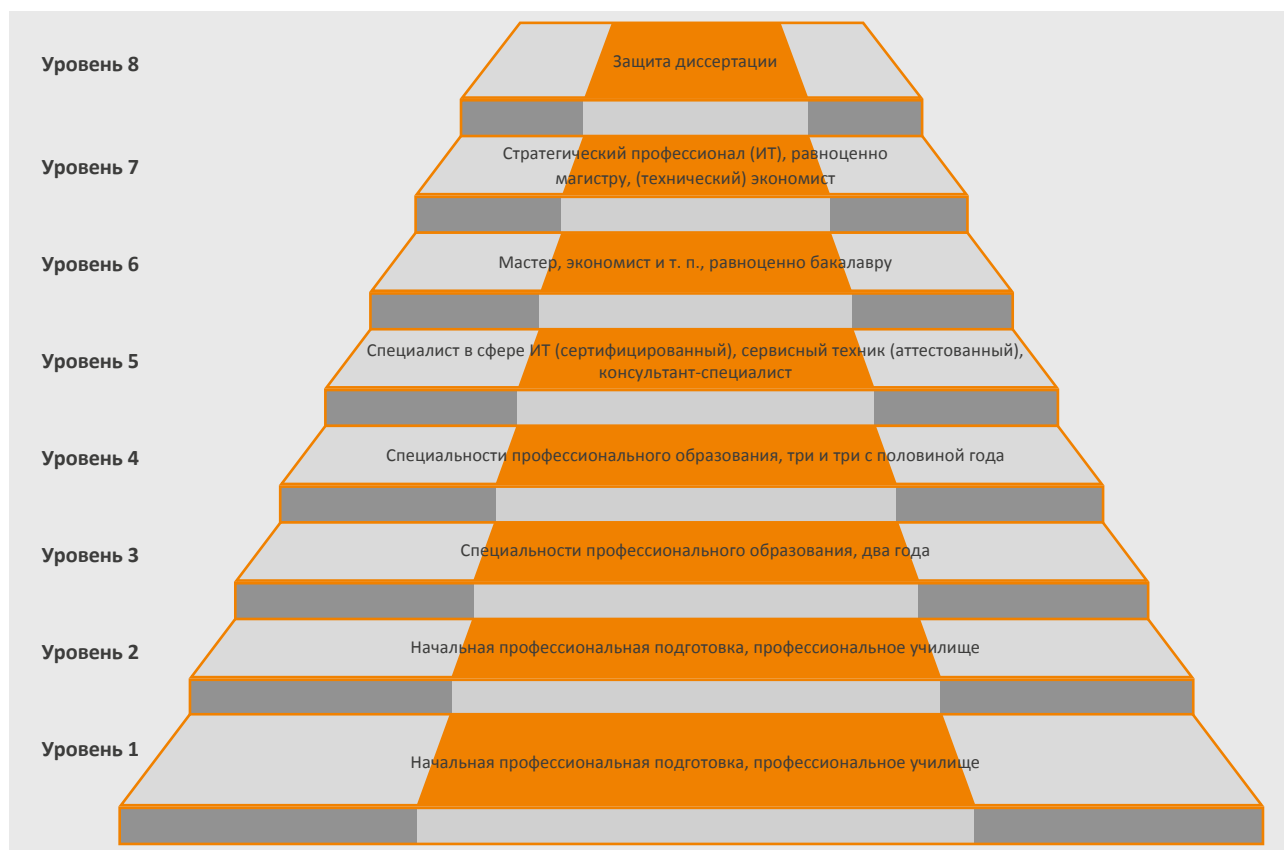 Уровень 8
Защита диссертации
Уровень 7
Стратегический профессионал (ИТ), равноценно
магистру, (технический) экономист
Уровень 6
Мастер, экономист и т. п., равноценно бакалавру
Уровень 5
Специалист в сфере ИТ (сертифицированный), сервисный техник (аттестованный),
консультант-специалист
Уровень 4
Специальности профессионального образования, три и три с половиной года
Уровень 3
Специальности профессионального образования, два года
Уровень 2
Начальная профессиональная подготовка, профессиональное училище
Уровень 1
Начальная профессиональная подготовка, профессиональное училище